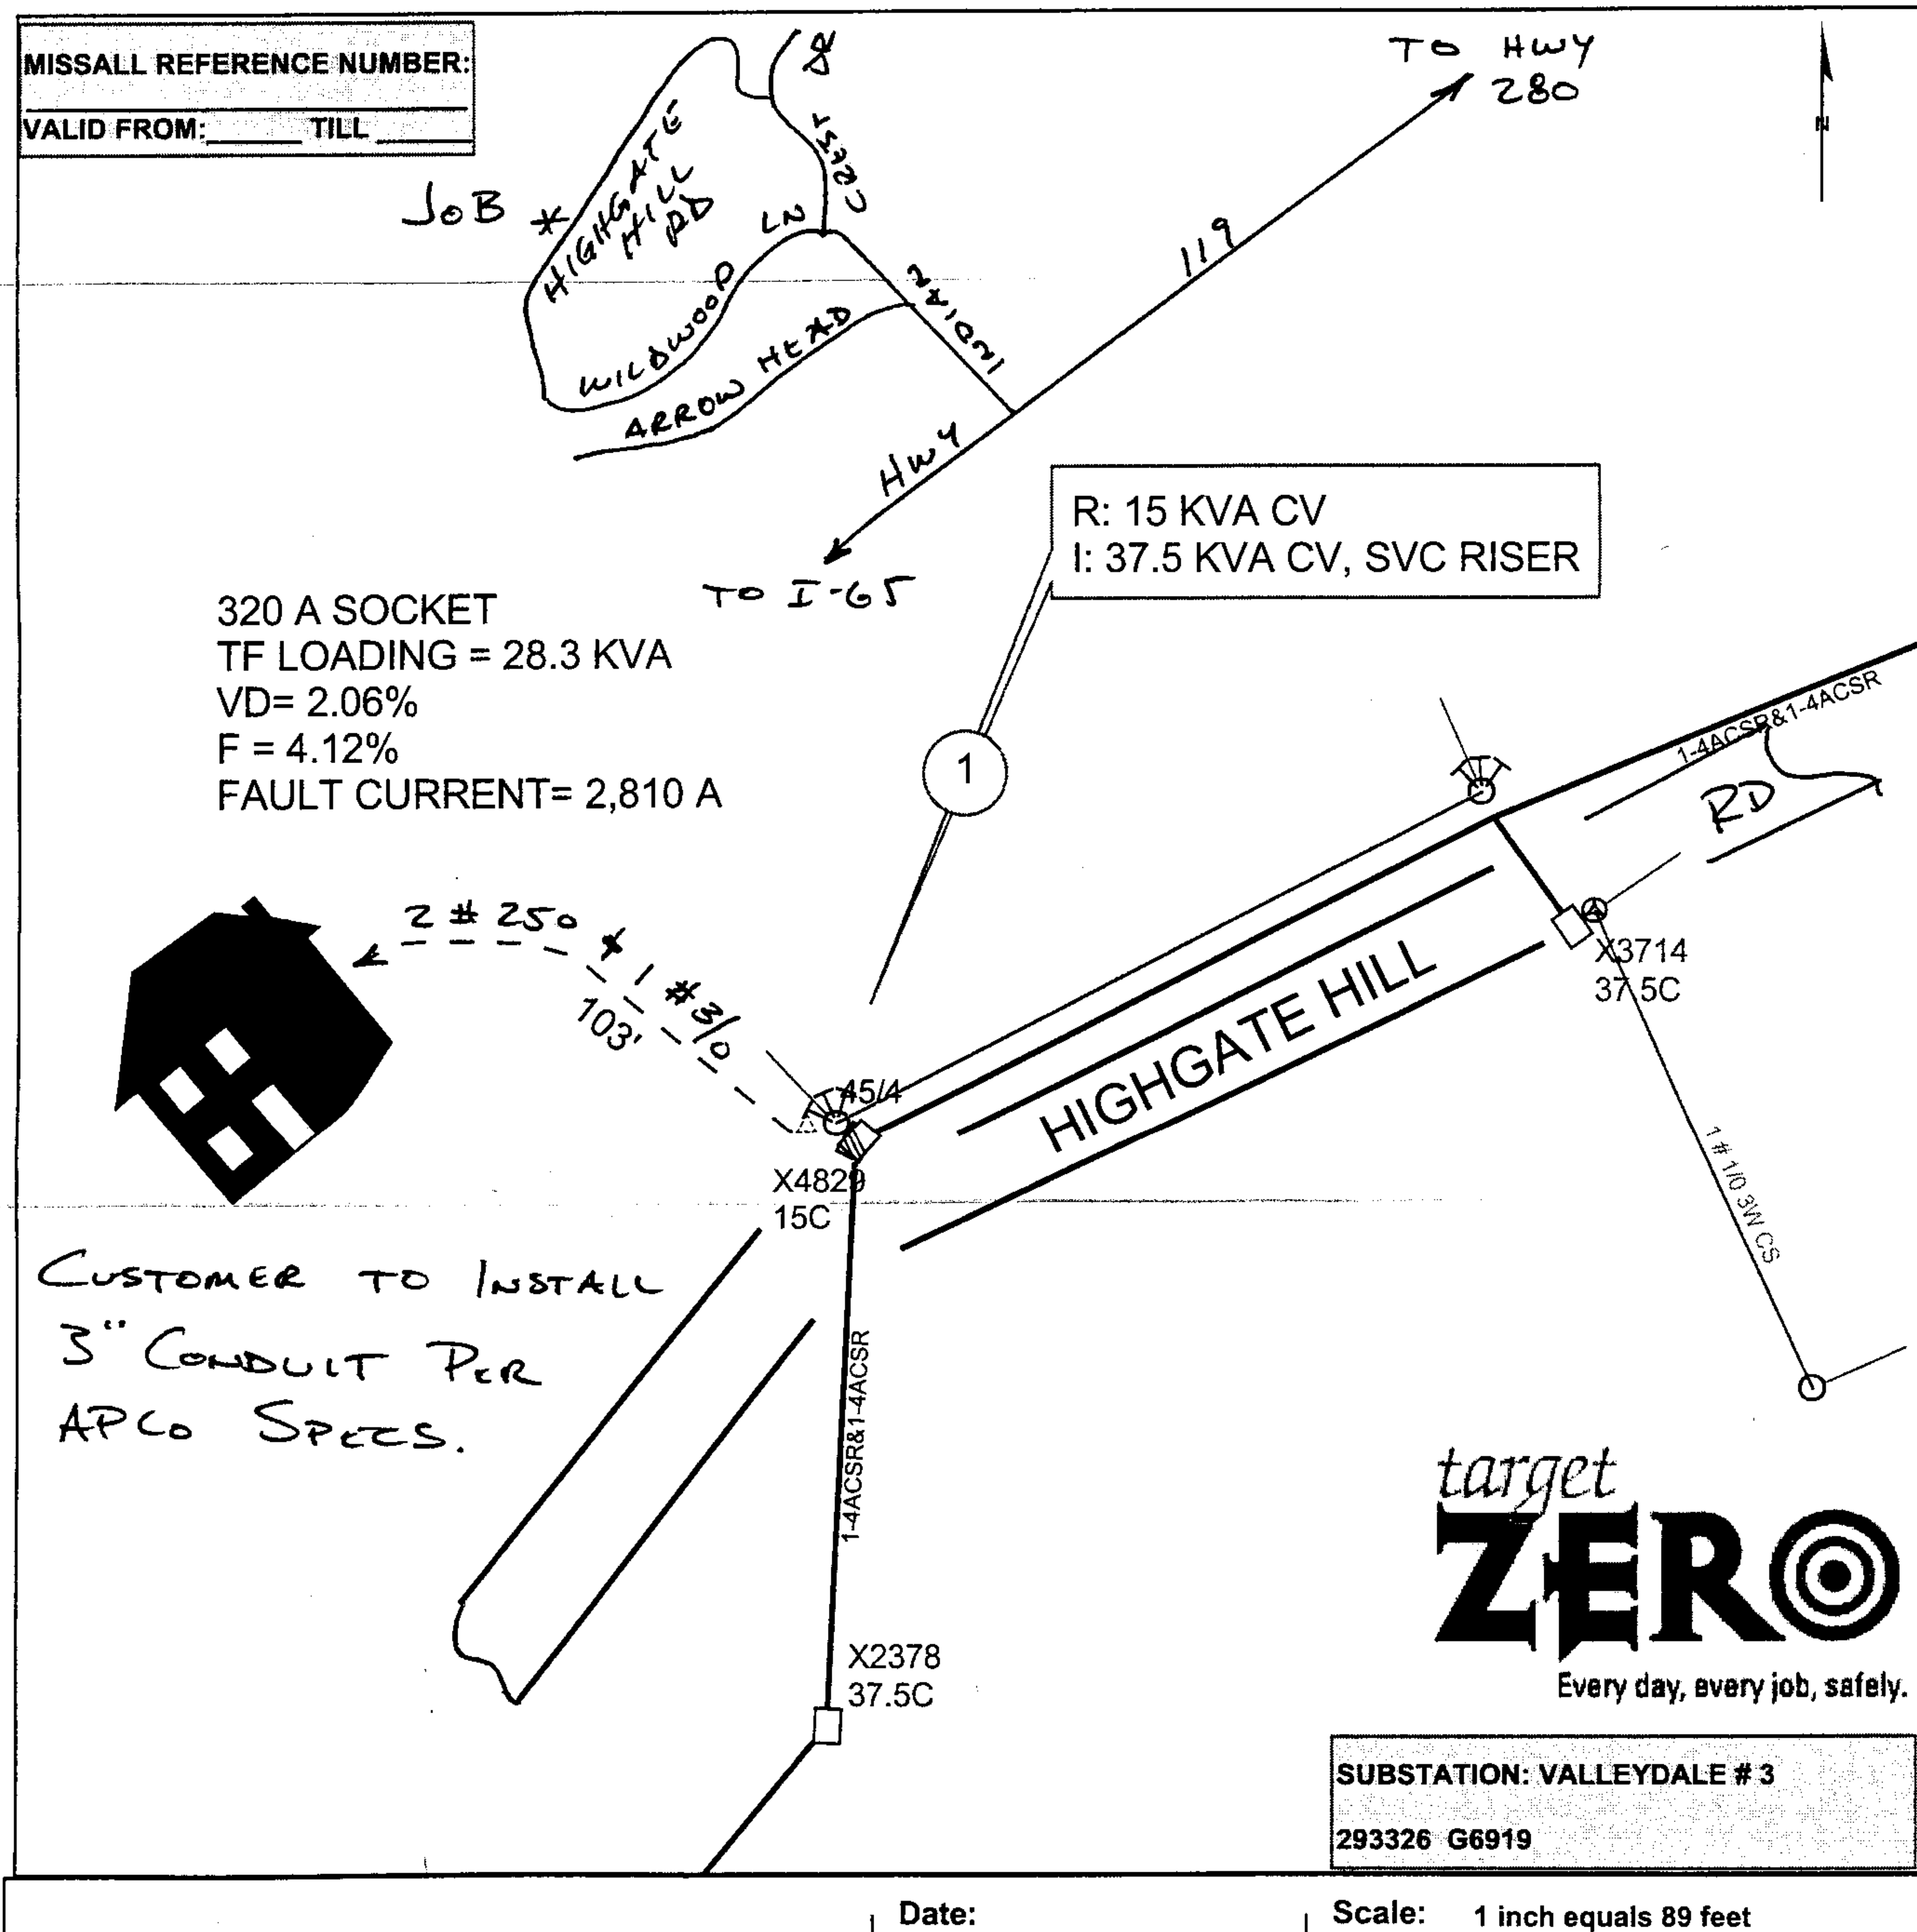 MISSALL REFERENCE NUMBER:
VALID FROM: TILL
TO HWY
280
N
DR
CREST
JOB *
HIGHGATE
HILL
RD
WILDWOOD LN
ARROW HEAD
INDIAN
HWY 119
TO I-65
R: 15 KVA CV
I: 37.5 KVA CV, SVC RISER
320 A SOCKET
TF LOADING = 28.3 KVA
VD= 2.06%
F = 4.12%
FAULT CURRENT= 2,810 A
1
1-4ACSR&1-4ACSR
RD
2 # 250 & 1 #3/0
103'
HIGHGATE HILL
X3714
37.5C
45/4
X4829
15C
1 # 1/0 3W CS
CUSTOMER TO INSTALL
3" CONDUIT PER
APCO SPECS.
1-4ACSR&1-4ACSR
X2378
37.5C
target
ZERO
Every day, every job, safely.
SUBSTATION: VALLEYDALE # 3
293326 G6919
Date:
Scale: 1 inch equals 89 feet